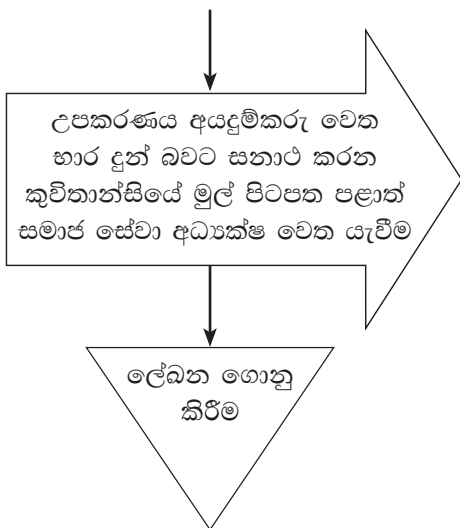 උපකරණය අයදුම්කරු වෙත
භාර දුන් බවට සනාථ කරන
කුවිතාන්සියේ මුල් පිටපත පළාත්
සමාජ සේවා අධ්‍යක්ෂ වෙත යැවීම
ලේඛන ගොනු
කිරීම